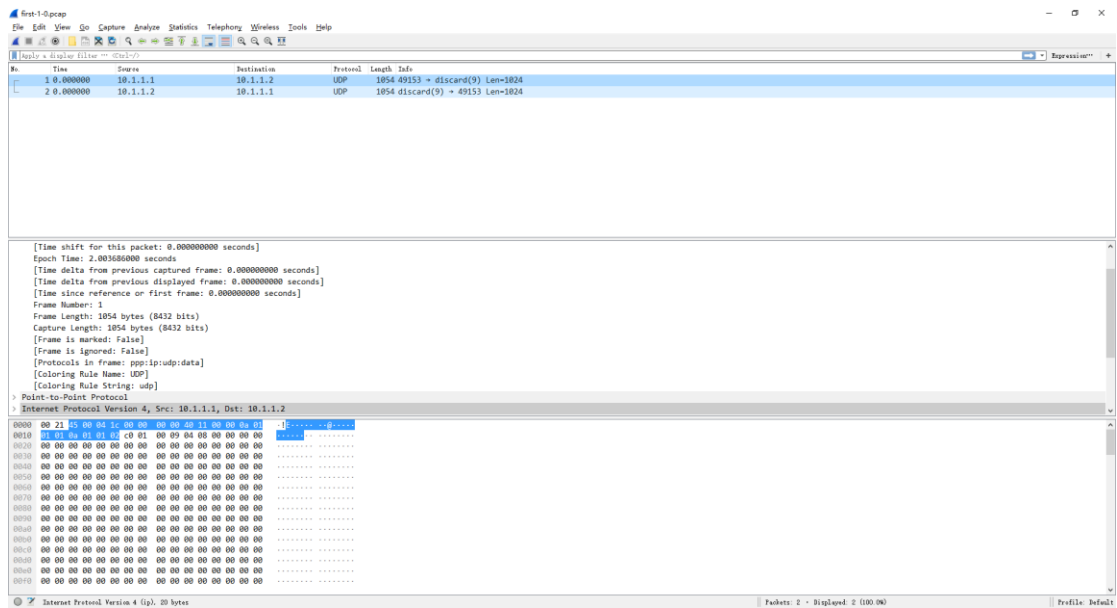 first-1-0.pcap
File Edit View Go Capture Analyze Statistics Telephony Wireless Tools Help
Apply a display filter ... <Ctrl-/>
Expression… +
No. Time Source Destination Protocol Length Info
1 0.000000 10.1.1.1 10.1.1.2 UDP 1054 49153 → discard(9) Len=1024
2 0.000000 10.1.1.2 10.1.1.1 UDP 1054 discard(9) → 49153 Len=1024
[Time shift for this packet: 0.000000000 seconds]
Epoch Time: 2.003686000 seconds
[Time delta from previous captured frame: 0.000000000 seconds]
[Time delta from previous displayed frame: 0.000000000 seconds]
[Time since reference or first frame: 0.000000000 seconds]
Frame Number: 1
Frame Length: 1054 bytes (8432 bits)
Capture Length: 1054 bytes (8432 bits)
[Frame is marked: False]
[Frame is ignored: False]
[Protocols in frame: ppp:ip:udp:data]
[Coloring Rule Name: UDP]
[Coloring Rule String: udp]
> Point-to-Point Protocol
> Internet Protocol Version 4, Src: 10.1.1.1, Dst: 10.1.1.2
0000 00 21 45 00 04 1c 00 00 00 00 40 11 00 00 0a 01 ·!E····· ··@·····
0010 01 01 0a 01 01 02 c0 01 00 09 04 08 00 00 00 00 ········ ········
0020 00 00 00 00 00 00 00 00 00 00 00 00 00 00 00 00 ········ ········
0030 00 00 00 00 00 00 00 00 00 00 00 00 00 00 00 00 ········ ········
0040 00 00 00 00 00 00 00 00 00 00 00 00 00 00 00 00 ········ ········
0050 00 00 00 00 00 00 00 00 00 00 00 00 00 00 00 00 ········ ········
0060 00 00 00 00 00 00 00 00 00 00 00 00 00 00 00 00 ········ ········
0070 00 00 00 00 00 00 00 00 00 00 00 00 00 00 00 00 ········ ········
0080 00 00 00 00 00 00 00 00 00 00 00 00 00 00 00 00 ········ ········
0090 00 00 00 00 00 00 00 00 00 00 00 00 00 00 00 00 ········ ········
00a0 00 00 00 00 00 00 00 00 00 00 00 00 00 00 00 00 ········ ········
00b0 00 00 00 00 00 00 00 00 00 00 00 00 00 00 00 00 ········ ········
00c0 00 00 00 00 00 00 00 00 00 00 00 00 00 00 00 00 ········ ········
00d0 00 00 00 00 00 00 00 00 00 00 00 00 00 00 00 00 ········ ········
00e0 00 00 00 00 00 00 00 00 00 00 00 00 00 00 00 00 ········ ········
00f0 00 00 00 00 00 00 00 00 00 00 00 00 00 00 00 00 ········ ········
Internet Protocol Version 4 (ip), 20 bytes
Packets: 2 · Displayed: 2 (100.0%)
Profile: Default